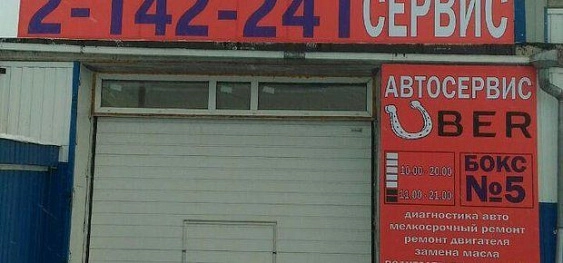 2-142-241 СЕРВИС
АВТОСЕРВИС
UBER
10:00 - 20:00
11:00 - 21:00
БОКС
№5
диагностика авто
мелкосрочный ремонт
ремонт двигателя
замена масла